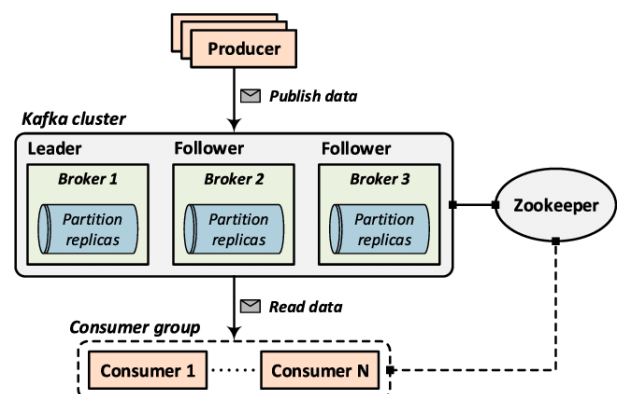 Producer
Publish data
Kafka cluster
Leader
Follower
Follower
Broker 1
Broker 2
Broker 3
Partition
replicas
Partition
replicas
Partition
replicas
Zookeeper
Read data
Consumer group
Consumer 1
Consumer N